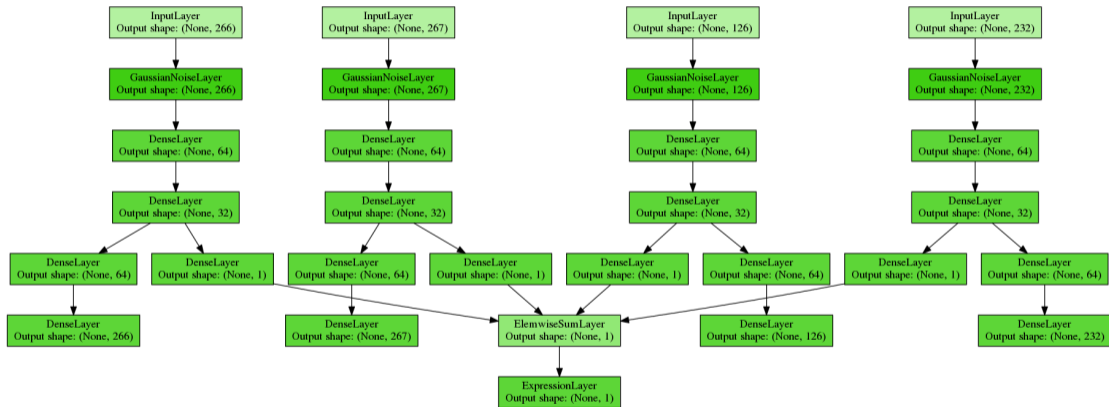 InputLayer
Output shape: (None, 266)
InputLayer
Output shape: (None, 267)
InputLayer
Output shape: (None, 126)
InputLayer
Output shape: (None, 232)
GaussianNoiseLayer
Output shape: (None, 266)
GaussianNoiseLayer
Output shape: (None, 267)
GaussianNoiseLayer
Output shape: (None, 126)
GaussianNoiseLayer
Output shape: (None, 232)
DenseLayer
Output shape: (None, 64)
DenseLayer
Output shape: (None, 64)
DenseLayer
Output shape: (None, 64)
DenseLayer
Output shape: (None, 64)
DenseLayer
Output shape: (None, 32)
DenseLayer
Output shape: (None, 32)
DenseLayer
Output shape: (None, 32)
DenseLayer
Output shape: (None, 32)
DenseLayer
Output shape: (None, 64)
DenseLayer
Output shape: (None, 1)
DenseLayer
Output shape: (None, 64)
DenseLayer
Output shape: (None, 1)
DenseLayer
Output shape: (None, 1)
DenseLayer
Output shape: (None, 64)
DenseLayer
Output shape: (None, 1)
DenseLayer
Output shape: (None, 64)
DenseLayer
Output shape: (None, 266)
DenseLayer
Output shape: (None, 267)
ElemwiseSumLayer
Output shape: (None, 1)
DenseLayer
Output shape: (None, 126)
DenseLayer
Output shape: (None, 232)
ExpressionLayer
Output shape: (None, 1)